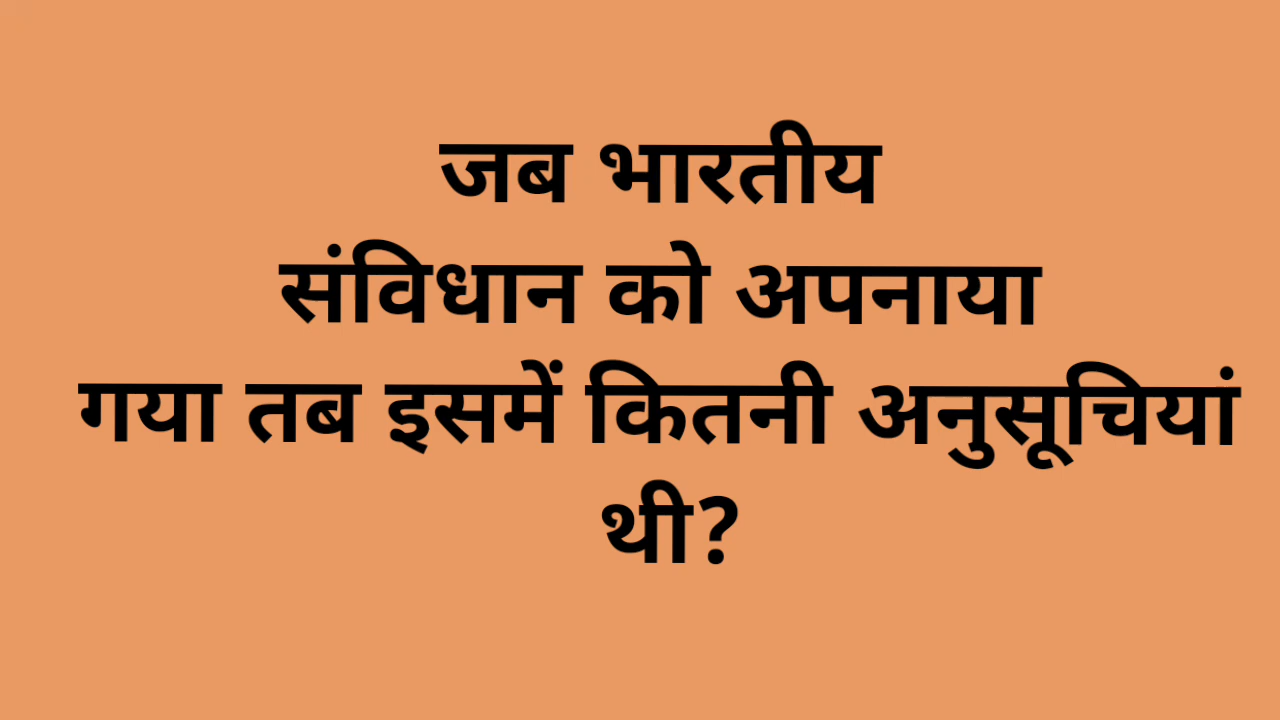 जब भारतीय
संविधान को अपनाया
गया तब इसमें कितनी अनुसूचियां
थी?